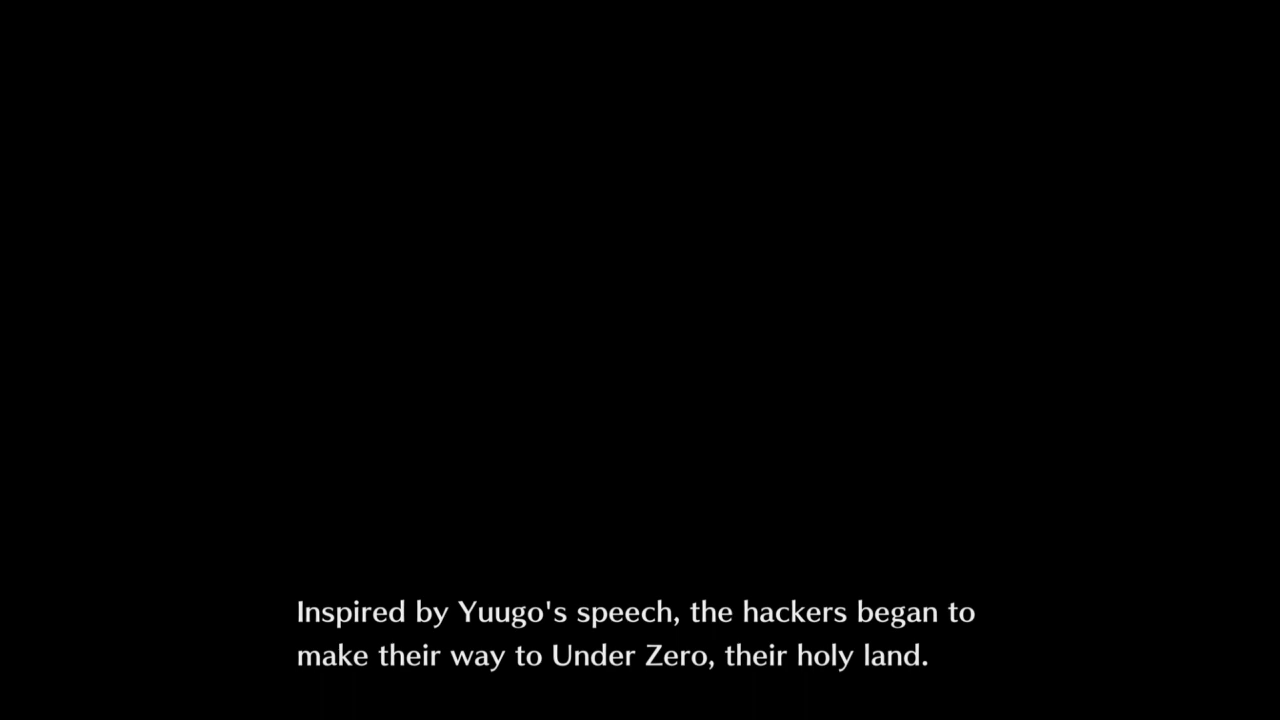 Inspired by Yuugo's speech, the hackers began to
make their way to Under Zero, their holy land.